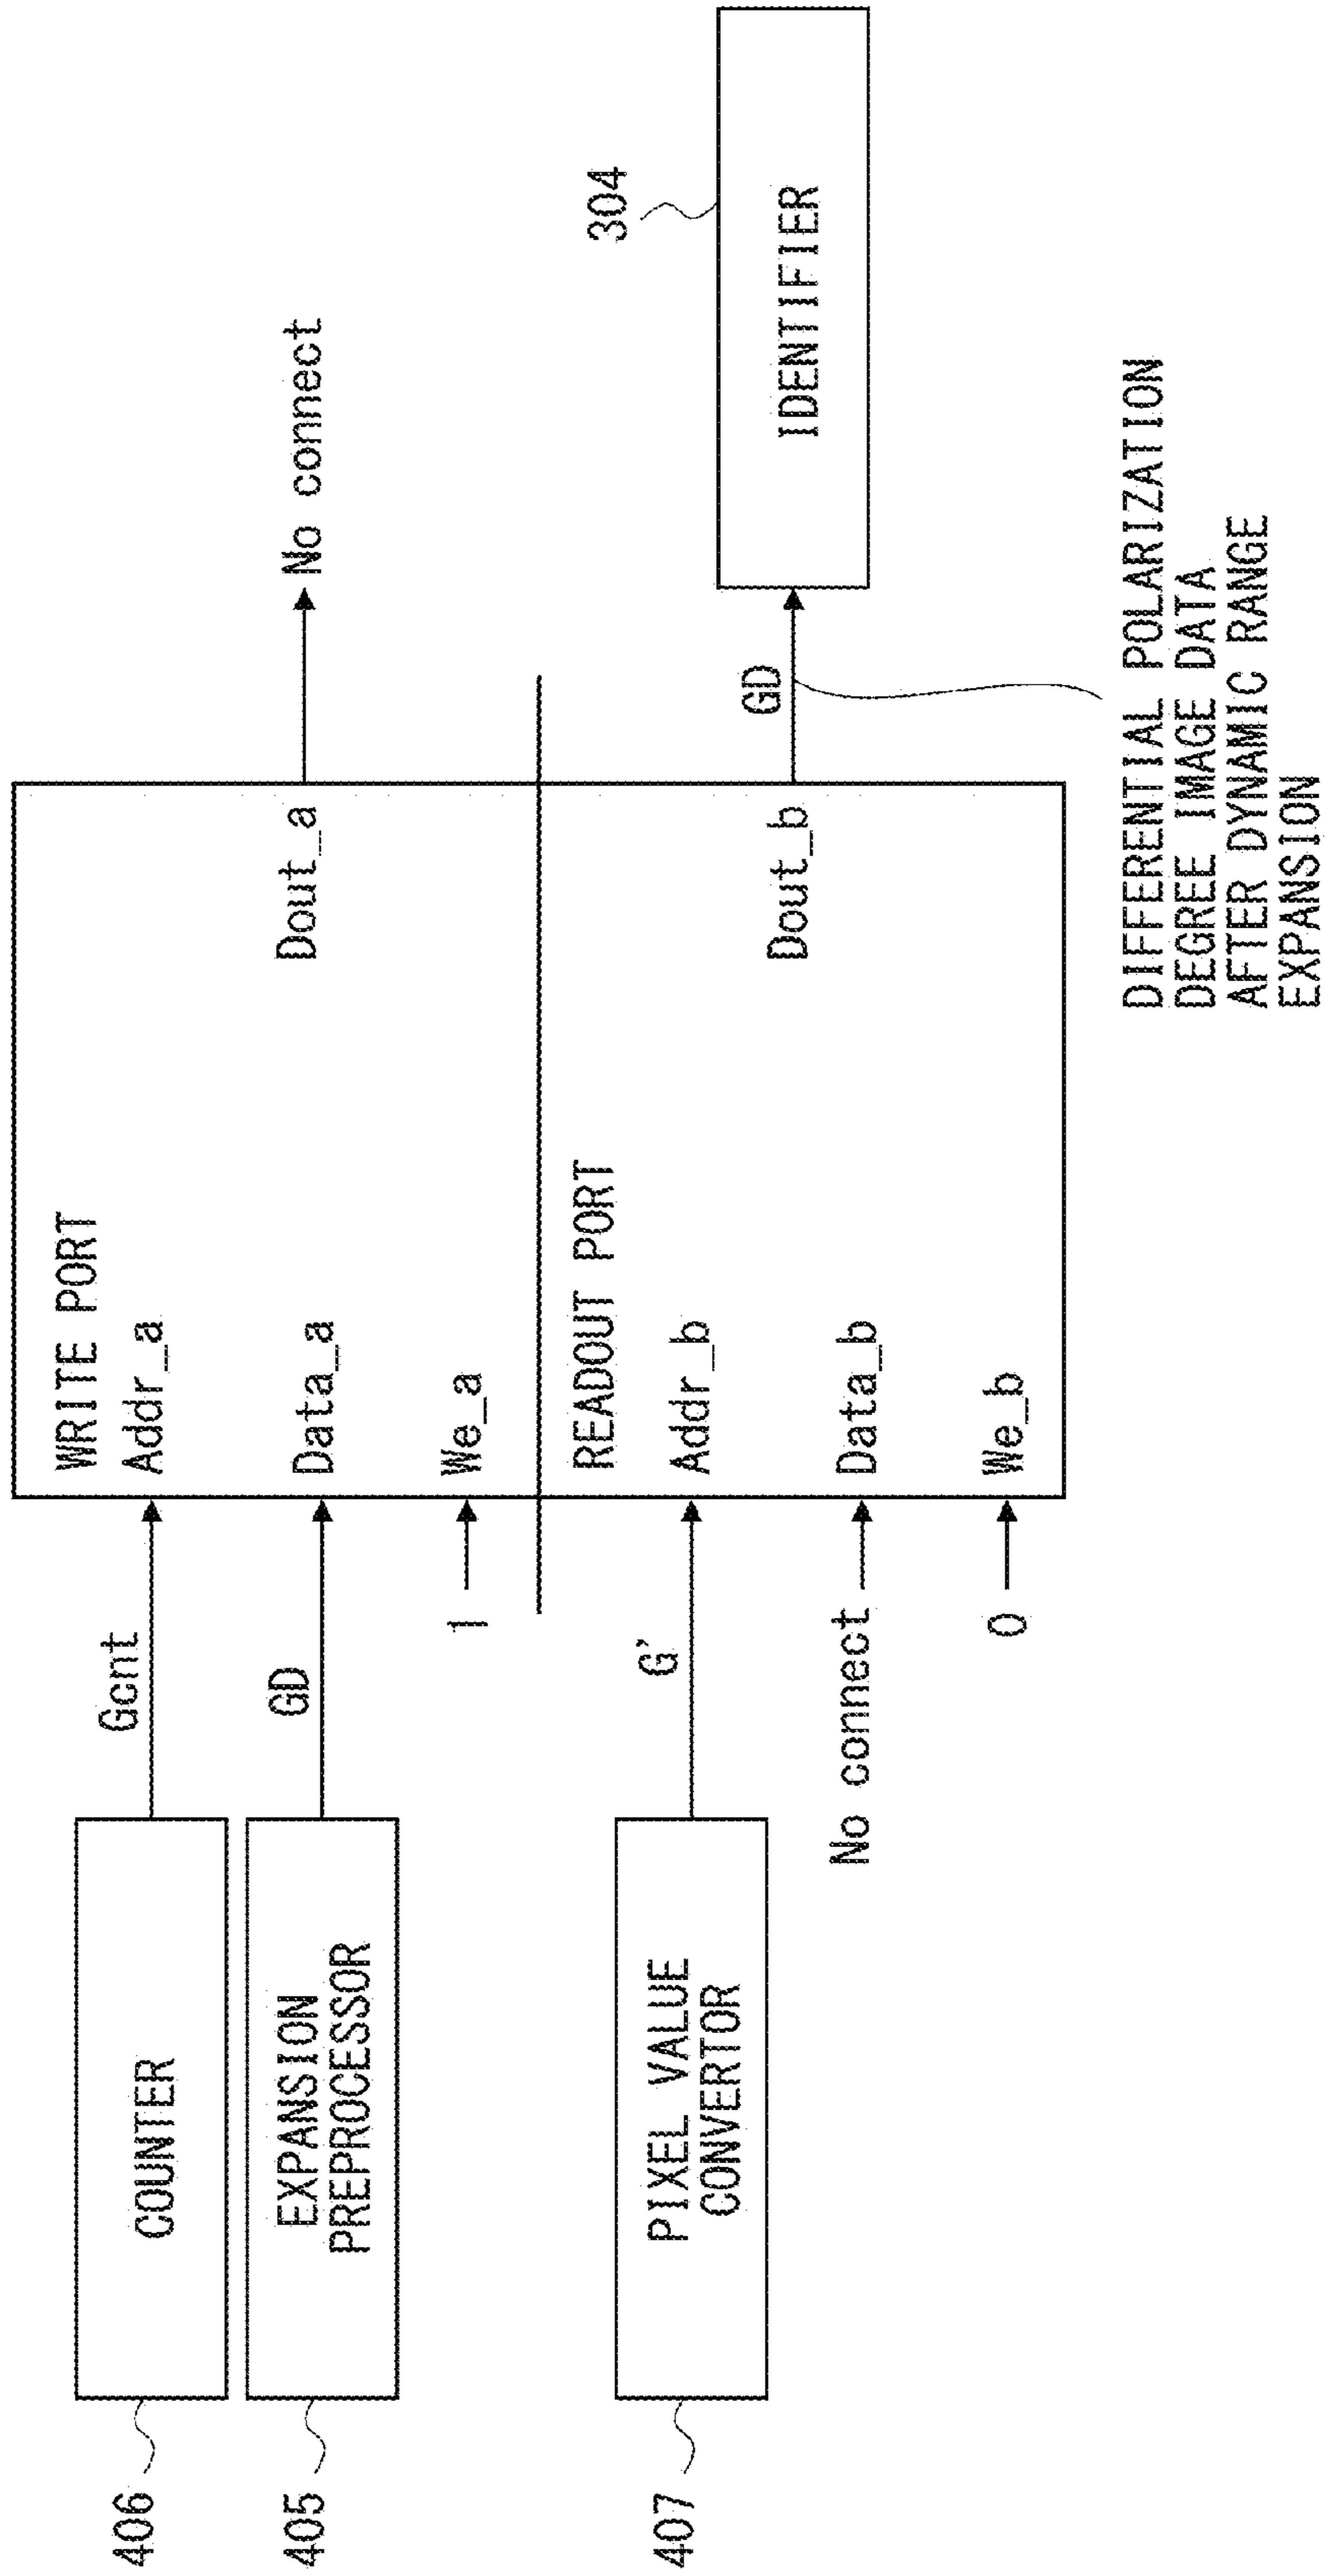 406
COUNTER
Gcnt
WRITE PORT
Addr_a
405
EXPANSION
PREPROCESSOR
GD
Data_a
Dout_a
No connect
1
We_a
READOUT PORT
407
PIXEL VALUE
CONVERTOR
G'
Addr_b
No connect
Data_b
Dout_b
GD
304
IDENTIFIER
0
We_b
DIFFERENTIAL POLARIZATION
DEGREE IMAGE DATA
AFTER DYNAMIC RANGE
EXPANSION